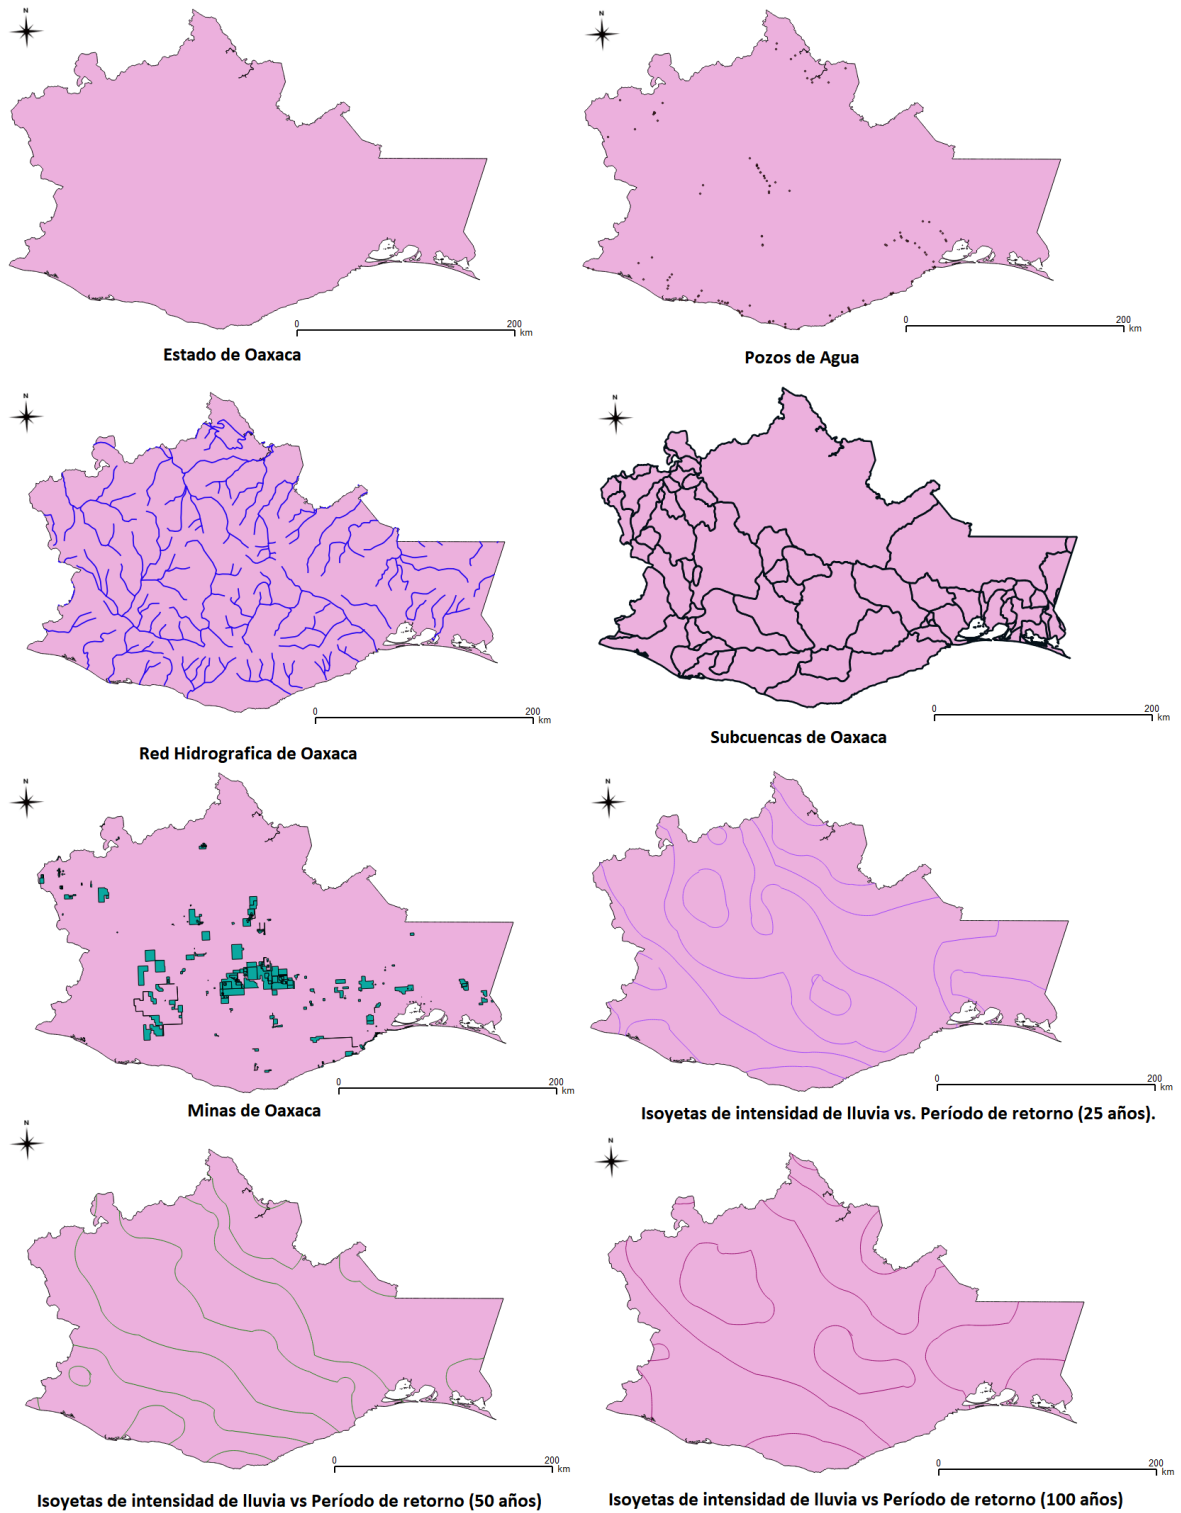 N
N
0 200
km
Estado de Oaxaca
0 200
km
Pozos de Agua
N
N
0 200
km
Red Hidrografica de Oaxaca
0 200
km
Subcuencas de Oaxaca
N
N
0 200
km
Minas de Oaxaca
0 200
km
Isoyetas de intensidad de lluvia vs. Período de retorno (25 años).
N
N
0 200
km
Isoyetas de intensidad de lluvia vs Período de retorno (50 años)
0 200
km
Isoyetas de intensidad de lluvia vs Período de retorno (100 años)